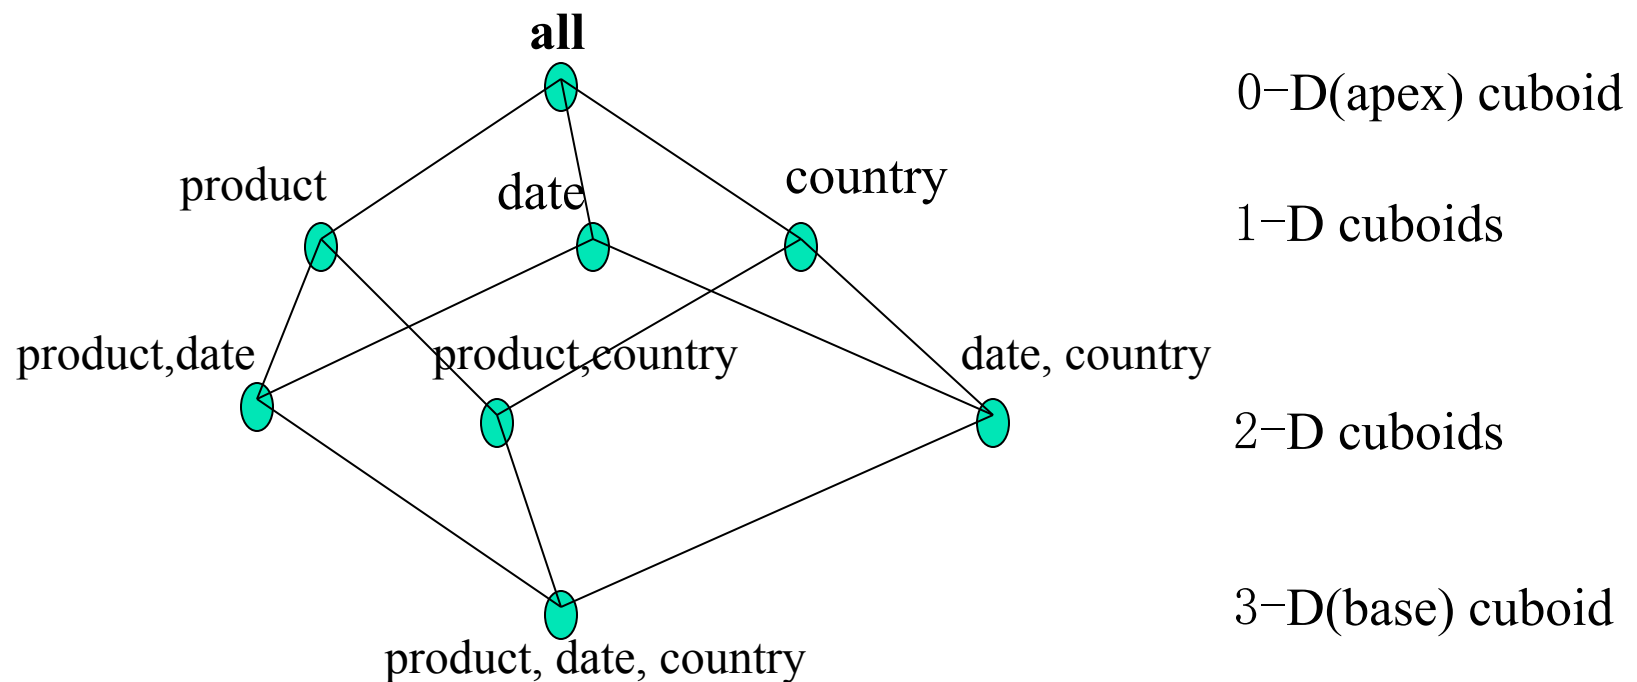 all
0-D(apex) cuboid
product
date
country
1-D cuboids
product,date
product,country
date, country
2-D cuboids
3-D(base) cuboid
product, date, country